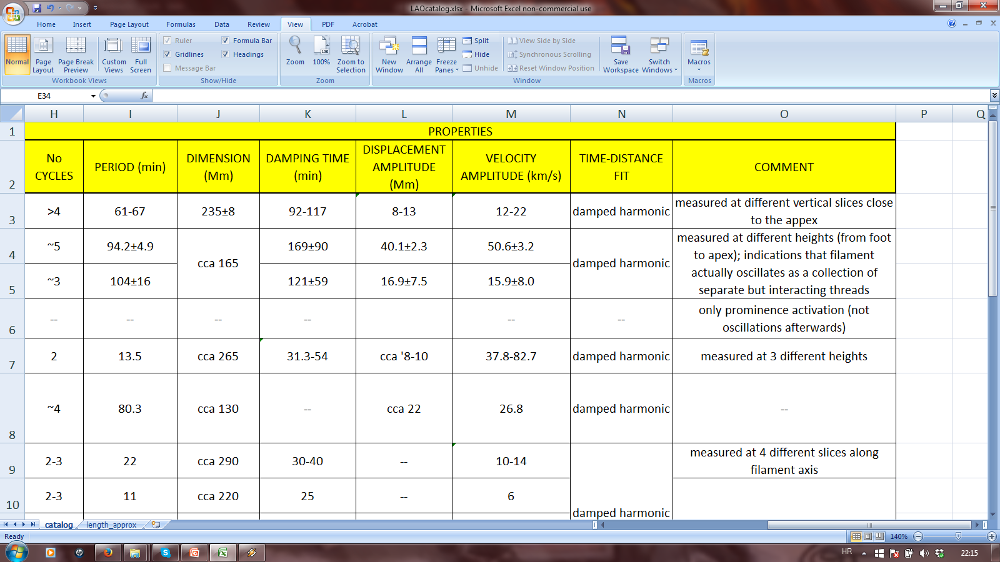 LAOcatalog.xlsx - Microsoft Excel non-commercial use
Home Insert Page Layout Formulas Data Review View PDF Acrobat
Normal Page Layout Page Break Preview Custom Views Full Screen
Workbook Views
Ruler Formula Bar
Gridlines Headings
Message Bar
Show/Hide
Zoom 100% Zoom to Selection
Zoom
New Window Arrange All Freeze Panes
Split
Hide
Unhide
View Side by Side
Synchronous Scrolling
Reset Window Position
Save Workspace Switch Windows
Window
Macros
Macros
E34 fx
H I J K L M N O P Q
1 PROPERTIES
2 No CYCLES PERIOD (min) DIMENSION (Mm) DAMPING TIME (min) DISPLACEMENT AMPLITUDE (Mm) VELOCITY AMPLITUDE (km/s) TIME-DISTANCE FIT COMMENT
3 >4 61-67 235±8 92-117 8-13 12-22 damped harmonic measured at different vertical slices close to the appex
4 ~5 94.2±4.9 cca 165 169±90 40.1±2.3 50.6±3.2 damped harmonic measured at different heights (from foot to apex); indications that filament actually oscillates as a collection of separate but interacting threads
5 ~3 104±16 121±59 16.9±7.5 15.9±8.0
6 -- -- -- -- -- -- only prominence activation (not oscillations afterwards)
7 2 13.5 cca 265 31.3-54 cca '8-10 37.8-82.7 damped harmonic measured at 3 different heights
8 ~4 80.3 cca 130 -- cca 22 26.8 damped harmonic --
9 2-3 22 cca 290 30-40 -- 10-14 measured at 4 different slices along filament axis
10 2-3 11 cca 220 25 -- 6 damped harmonic
catalog length_approx
Ready 140%
HR 22:15